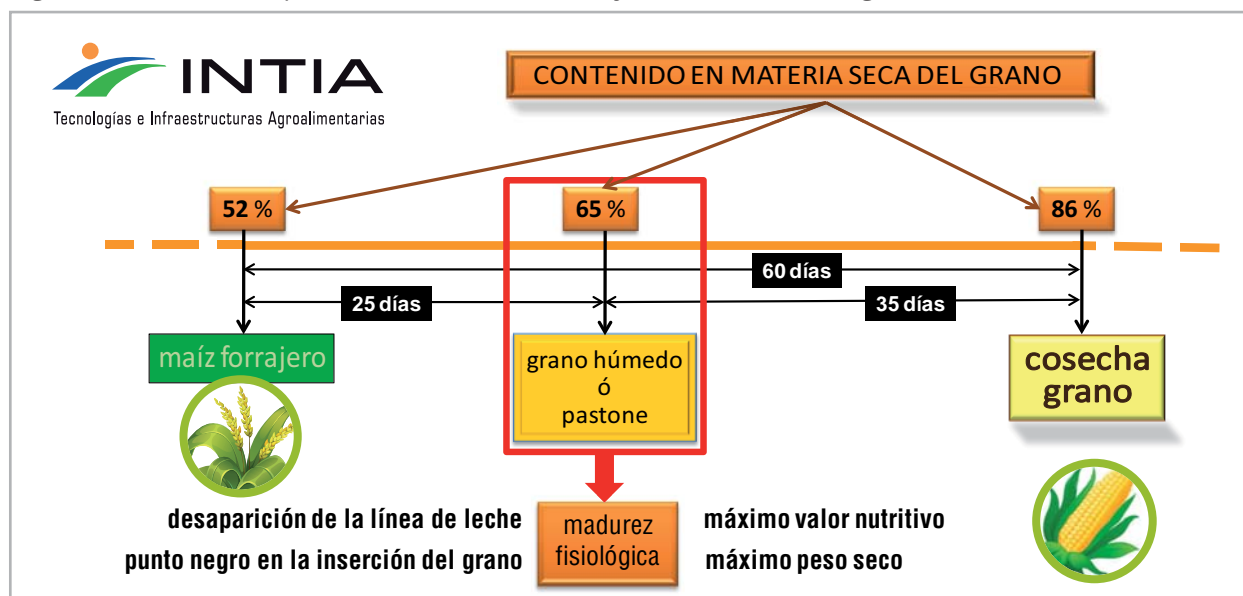 INTIA
Tecnologías e Infraestructuras Agroalimentarias
CONTENIDO EN MATERIA SECA DEL GRANO
52 %
65 %
86 %
60 días
25 días
35 días
maíz forrajero
grano húmedo
ó
pastone
cosecha
grano
desaparición de la línea de leche
punto negro en la inserción del grano
madurez
fisiológica
máximo valor nutritivo
máximo peso seco